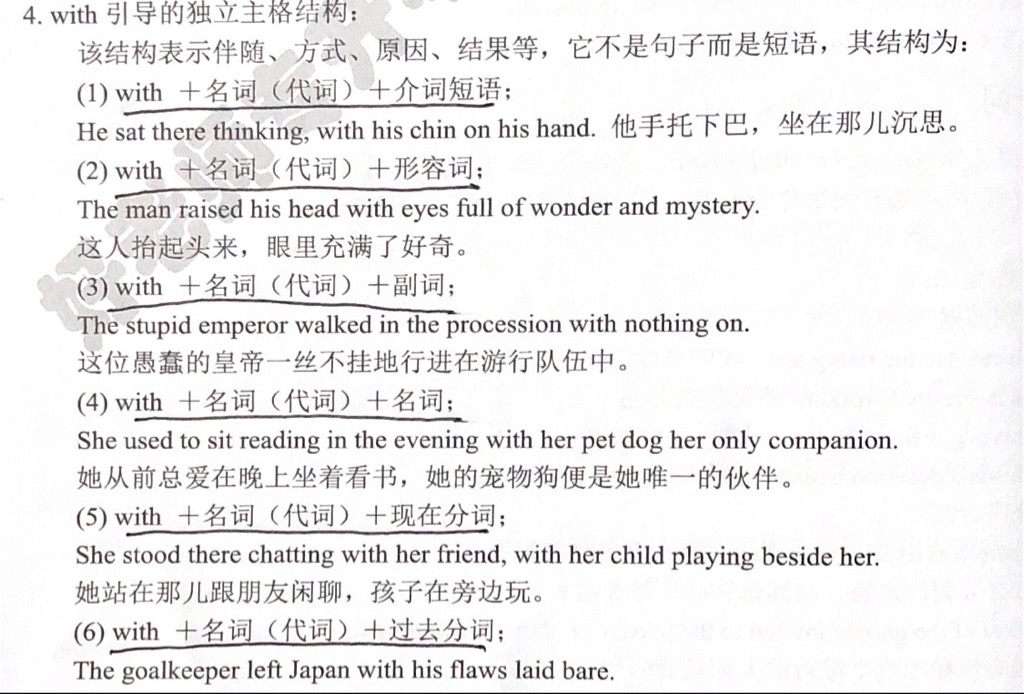 4. with 引导的独立主格结构：
该结构表示伴随、方式、原因、结果等，它不是句子而是短语，其结构为：
(1) with ＋名词（代词）＋介词短语；
He sat there thinking, with his chin on his hand. 他手托下巴，坐在那儿沉思。
(2) with ＋名词（代词）＋形容词；
The man raised his head with eyes full of wonder and mystery.
这人抬起头来，眼里充满了好奇。
(3) with ＋名词（代词）＋副词；
The stupid emperor walked in the procession with nothing on.
这位愚蠢的皇帝一丝不挂地行进在游行队伍中。
(4) with ＋名词（代词）＋名词；
She used to sit reading in the evening with her pet dog her only companion.
她从前总爱在晚上坐着看书，她的宠物狗便是她唯一的伙伴。
(5) with ＋名词（代词）＋现在分词；
She stood there chatting with her friend, with her child playing beside her.
她站在那儿跟朋友闲聊，孩子在旁边玩。
(6) with ＋名词（代词）＋过去分词；
The goalkeeper left Japan with his flaws laid bare.